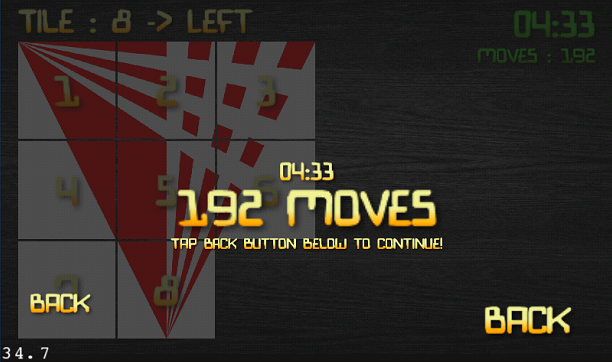 TILE : 8 -> LEFT
04:33
MOVES : 192
1
2
3
04:33
4
5
6
192 MOVES
TAP BACK BUTTON BELOW TO CONTINUE!
7
8
BACK
BACK
34.7